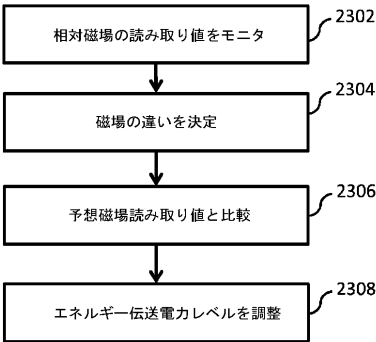 相対磁場の読み取り値をモニタ
2302
磁場の違いを決定
2304
予想磁場読み取り値と比較
2306
エネルギー伝送電力レベルを調整
2308